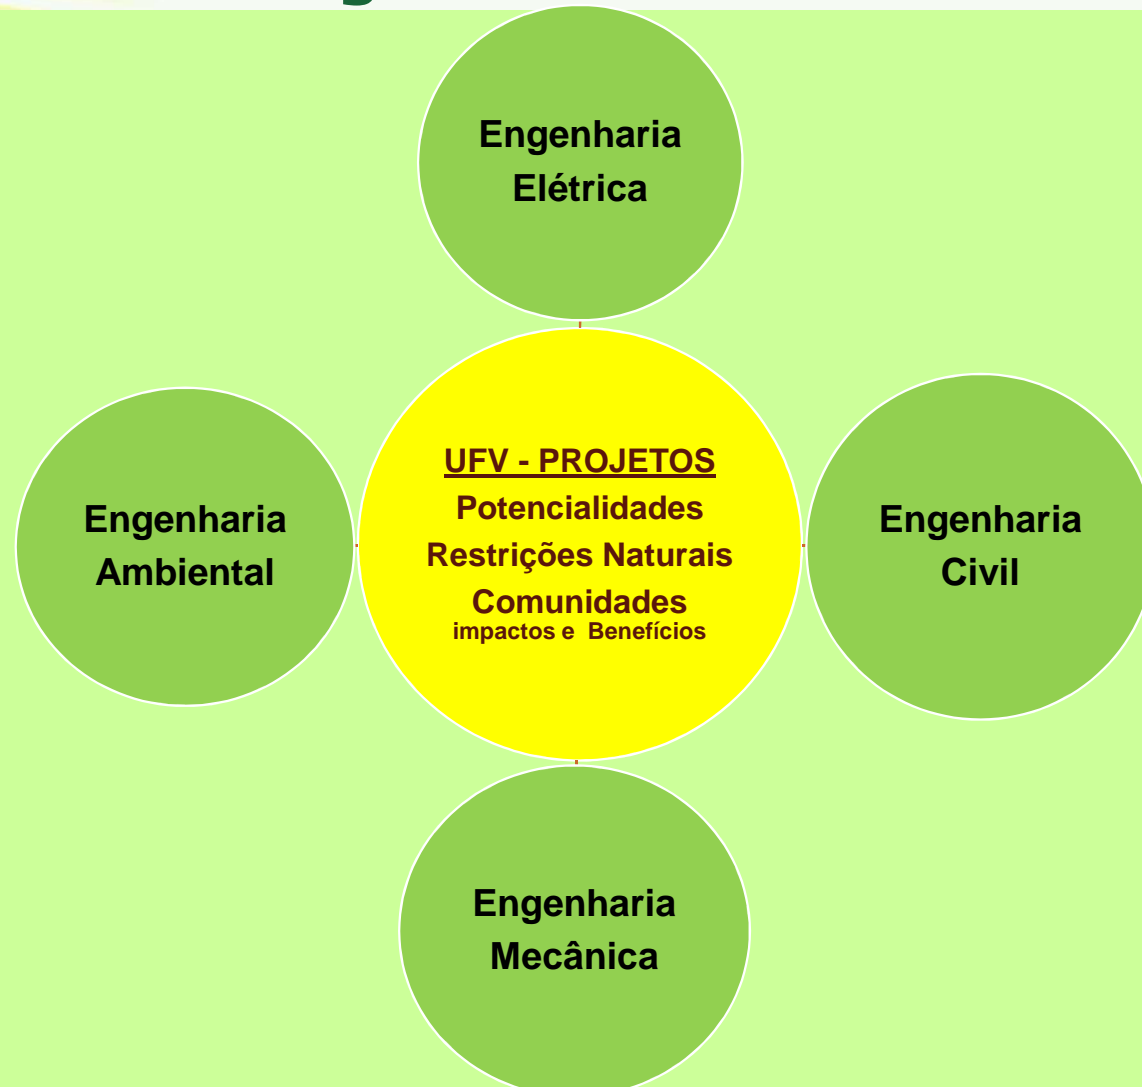 Engenharia
Elétrica
UFV - PROJETOS
Potencialidades
Restrições Naturais
Comunidades
impactos e  Benefícios
Engenharia
Ambiental
Engenharia
Civil
Engenharia
Mecânica